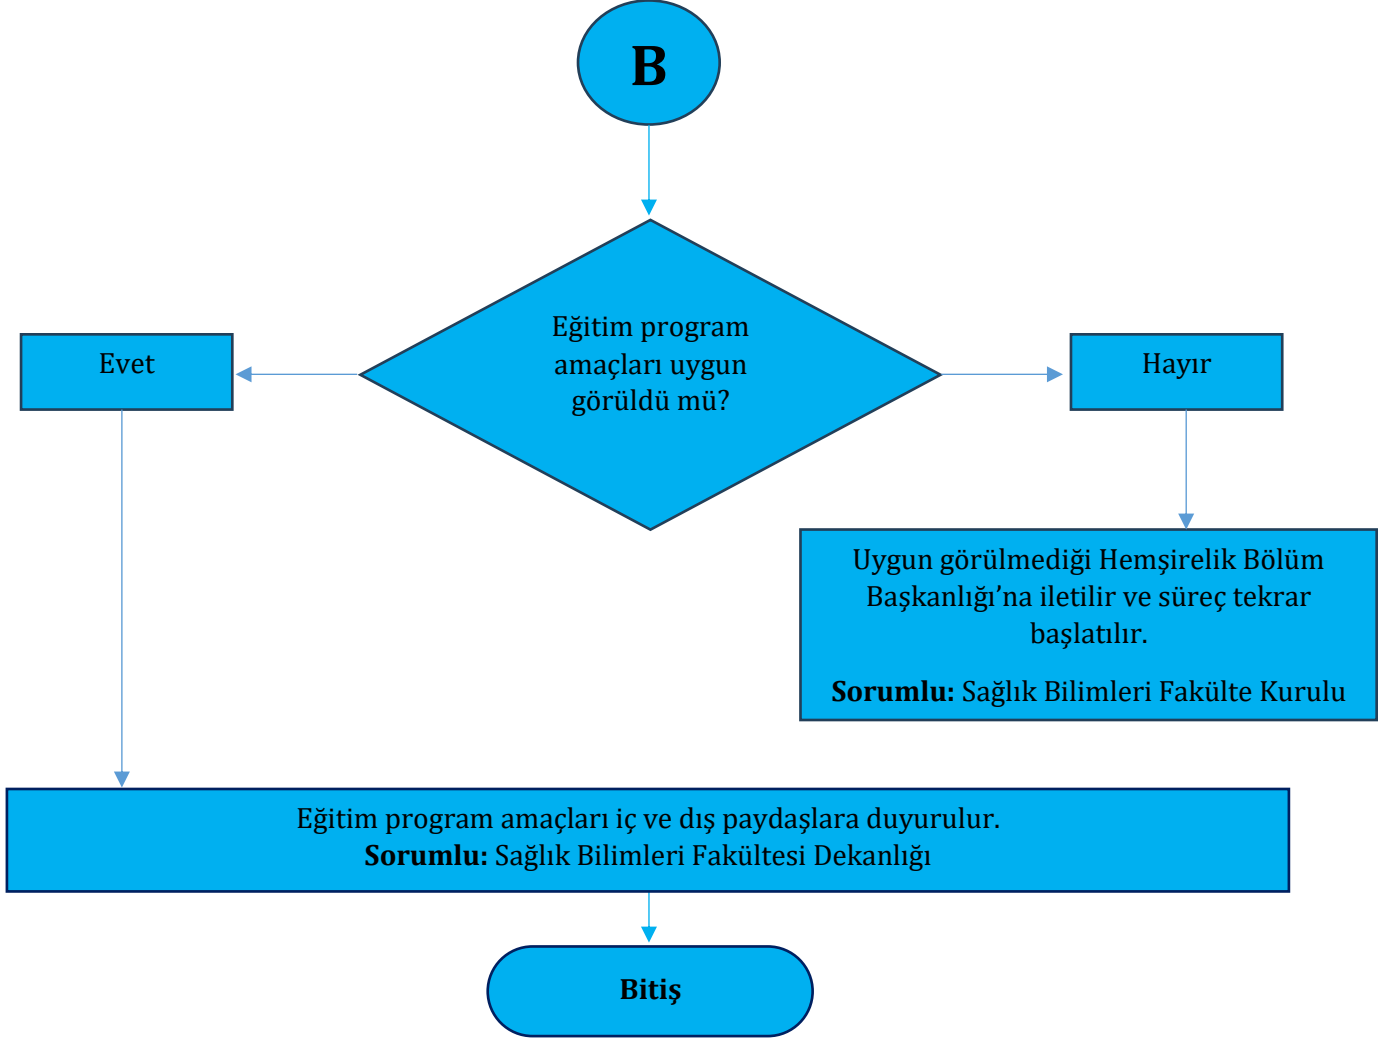 B
Eğitim program
amaçları uygun
görüldü mü?
Evet
Hayır
Uygun görülmediği Hemşirelik Bölüm
Başkanlığı’na iletilir ve süreç tekrar
başlatılır.
Sorumlu: Sağlık Bilimleri Fakülte Kurulu
Eğitim program amaçları iç ve dış paydaşlara duyurulur.
Sorumlu: Sağlık Bilimleri Fakültesi Dekanlığı
Bitiş